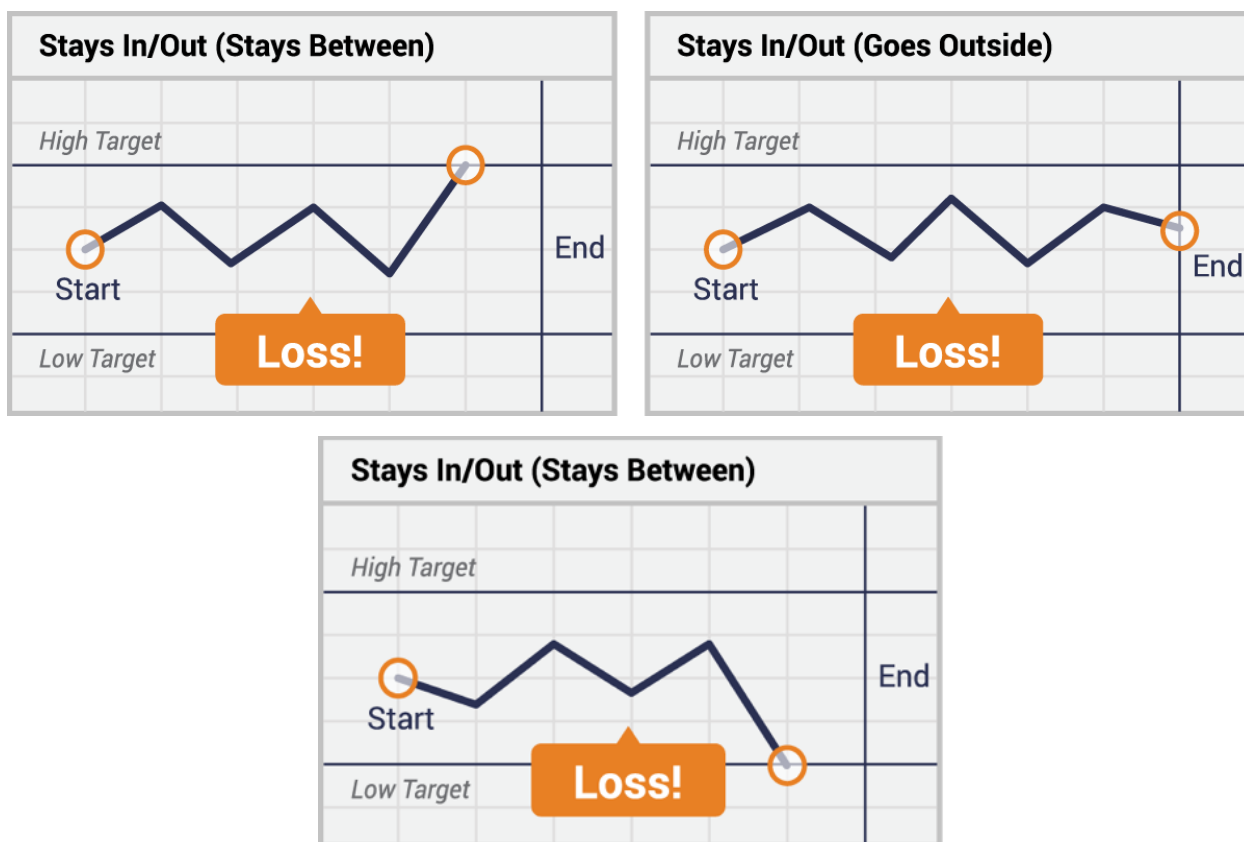 Stays In/Out (Stays Between)
High Target
Start
End
Loss!
Low Target
Stays In/Out (Goes Outside)
High Target
Start
End
Loss!
Low Target
Stays In/Out (Stays Between)
High Target
Start
End
Loss!
Low Target